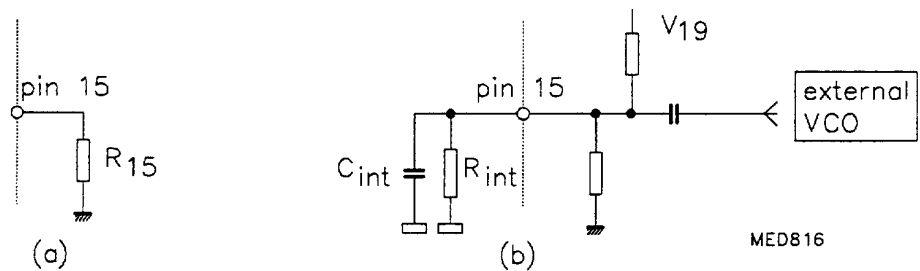 pin 15
R15
(a)
V19
pin 15
external
VCO
Cint
Rint
(b)
MED816